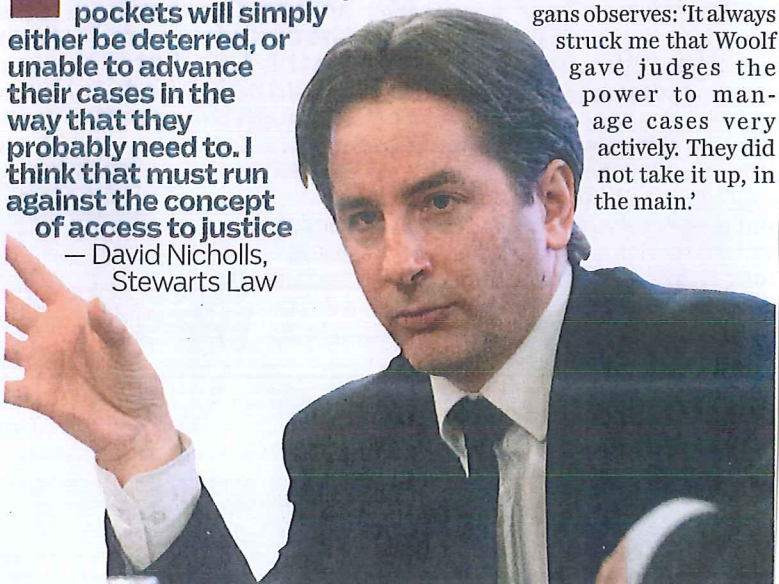 pockets will simply
either be deterred, or
unable to advance
their cases in the
way that they
probably need to. I
think that must run
against the concept
of access to justice
— David Nicholls,
Stewarts Law
gans observes: ‘It always
struck me that Woolf
gave judges the
power to man-
age cases very
actively. They did
not take it up, in
the main.’